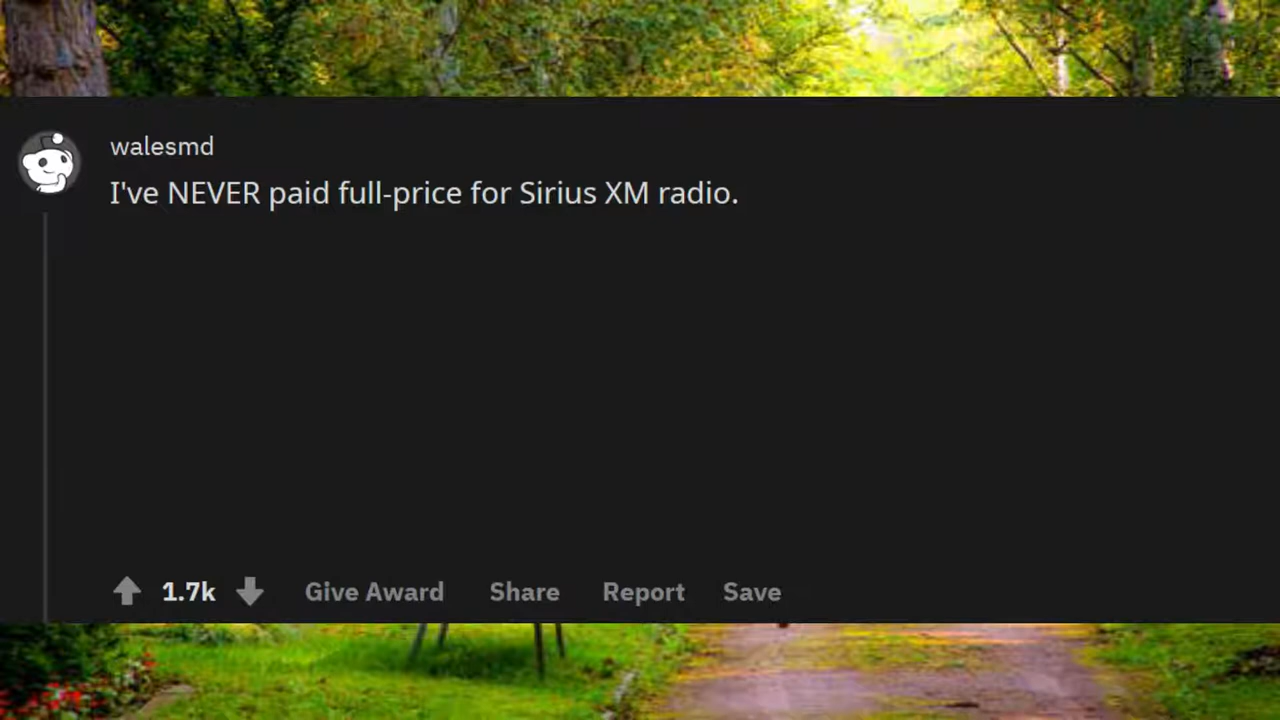 walesmd
I've NEVER paid full-price for Sirius XM radio.
1.7k Give Award Share Report Save